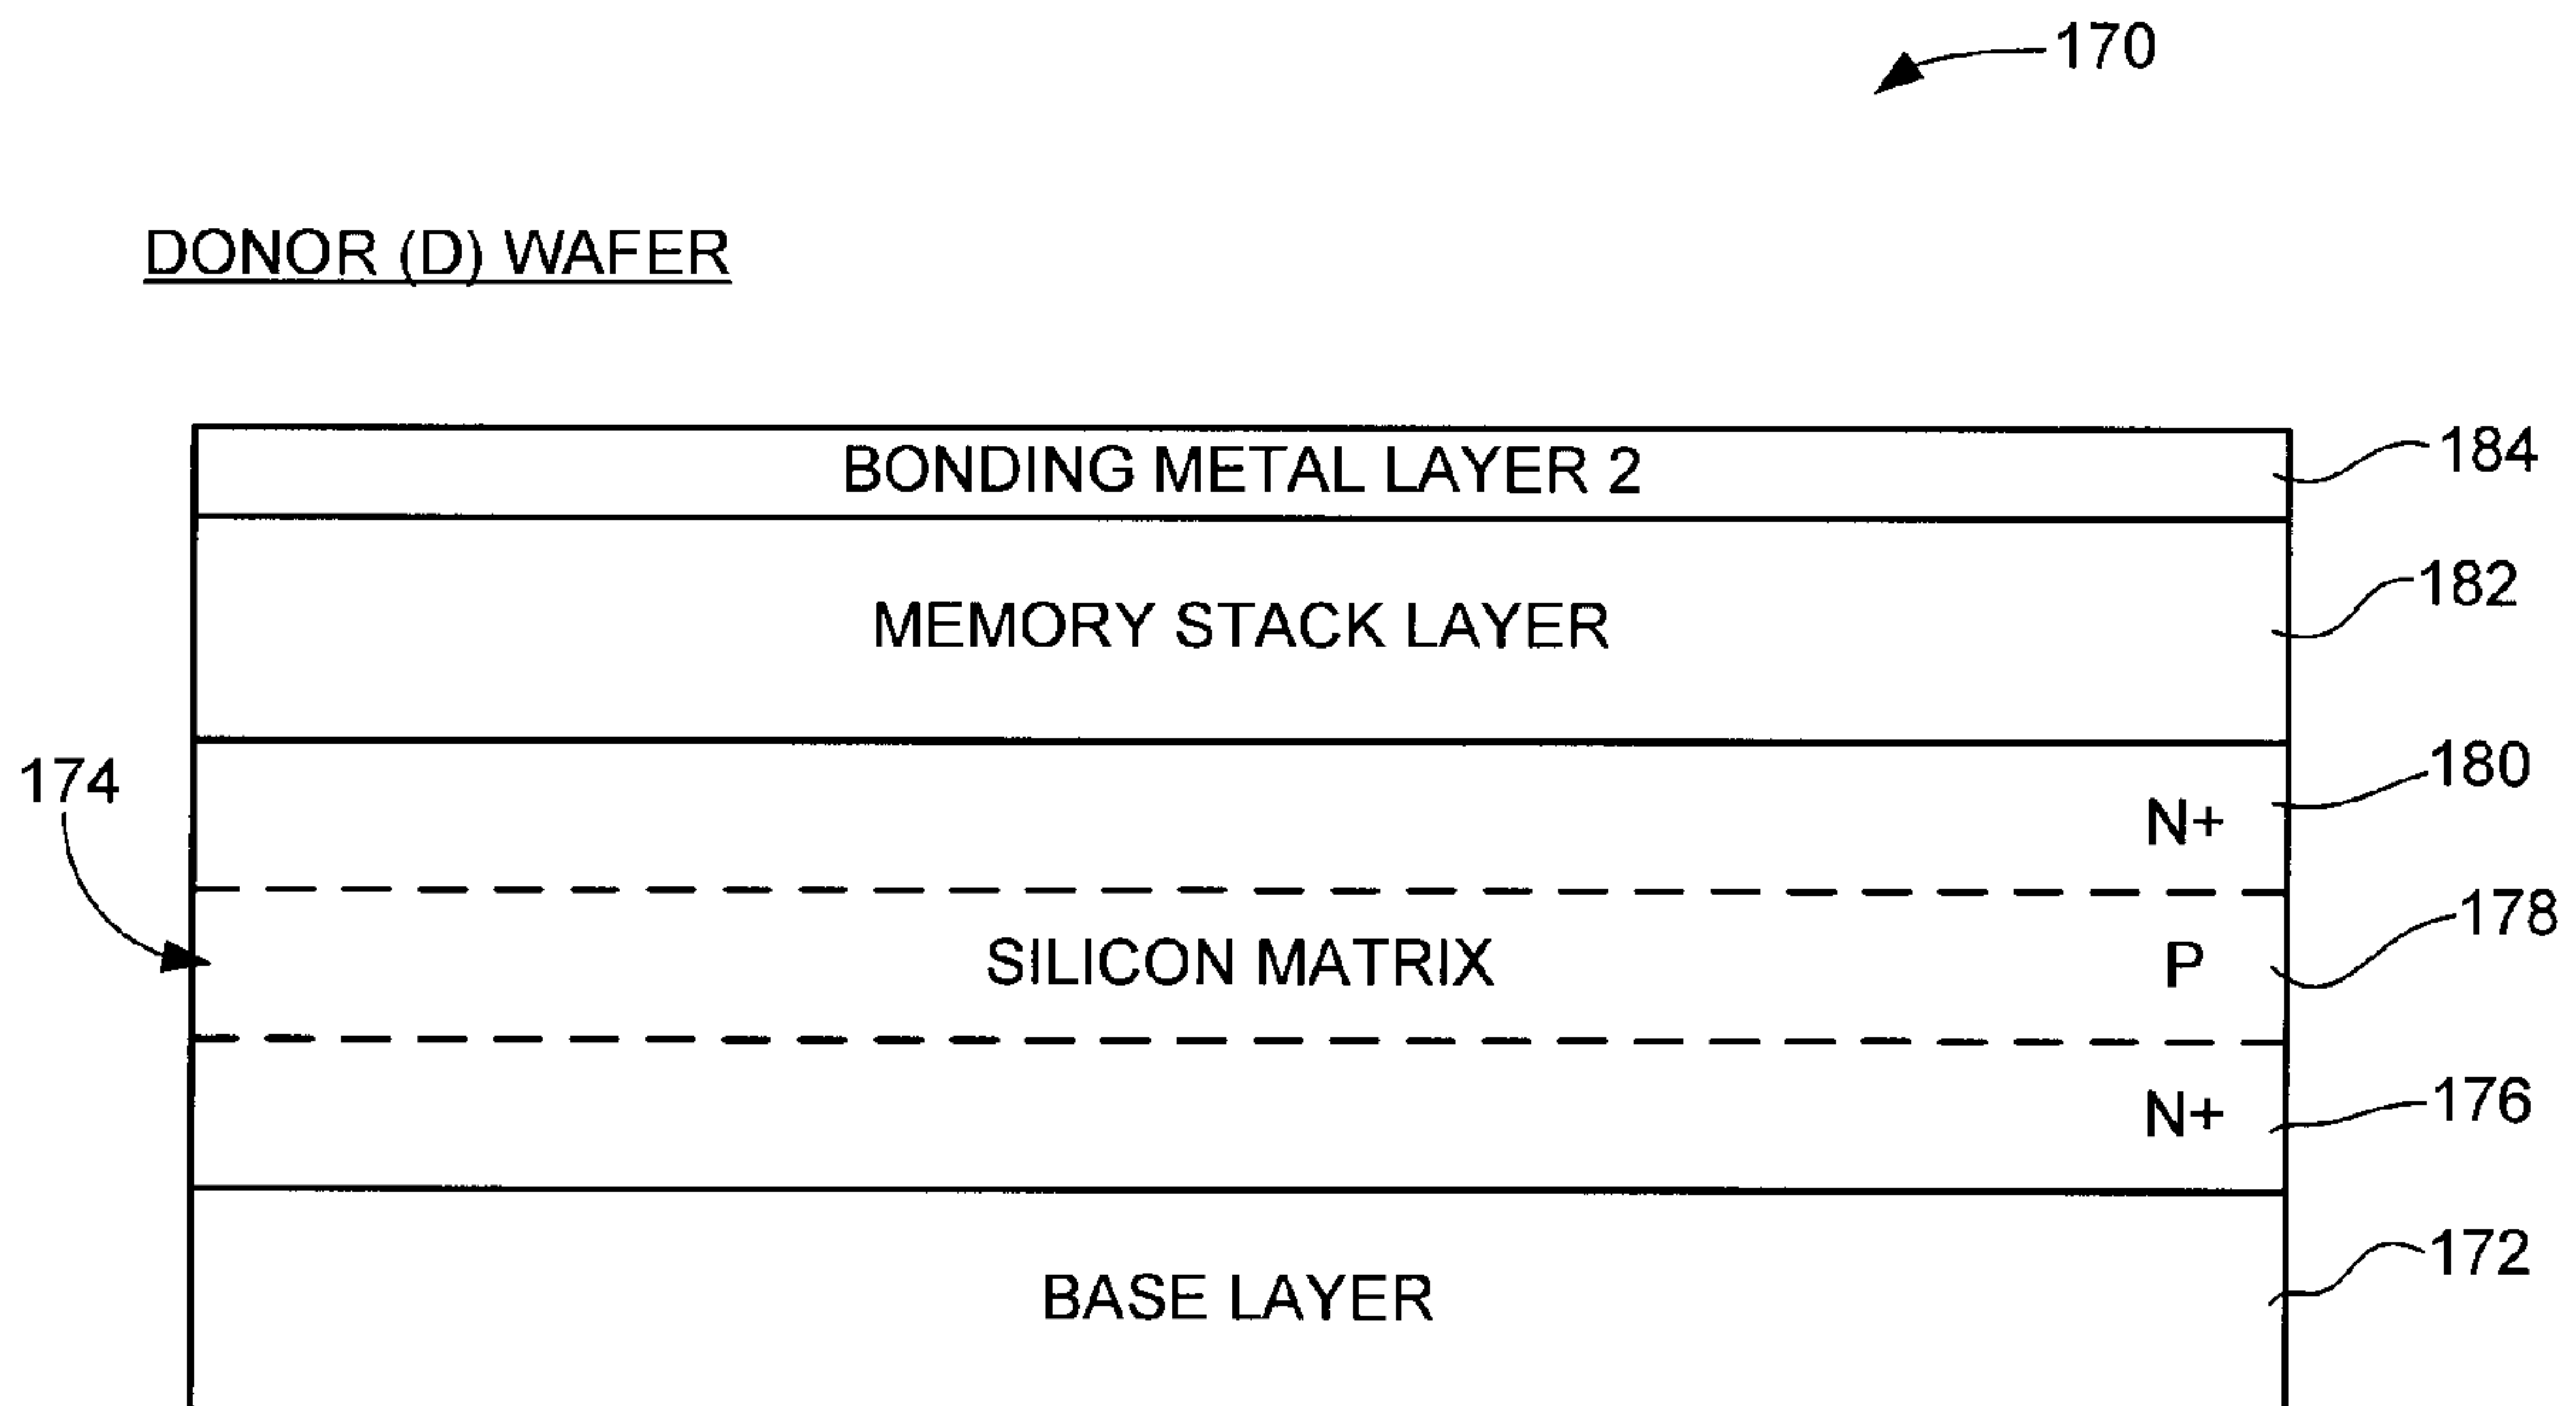 170
DONOR (D) WAFER
BONDING METAL LAYER 2
184
MEMORY STACK LAYER
182
174
180
N+
SILICON MATRIX
P
178
N+
176
BASE LAYER
172